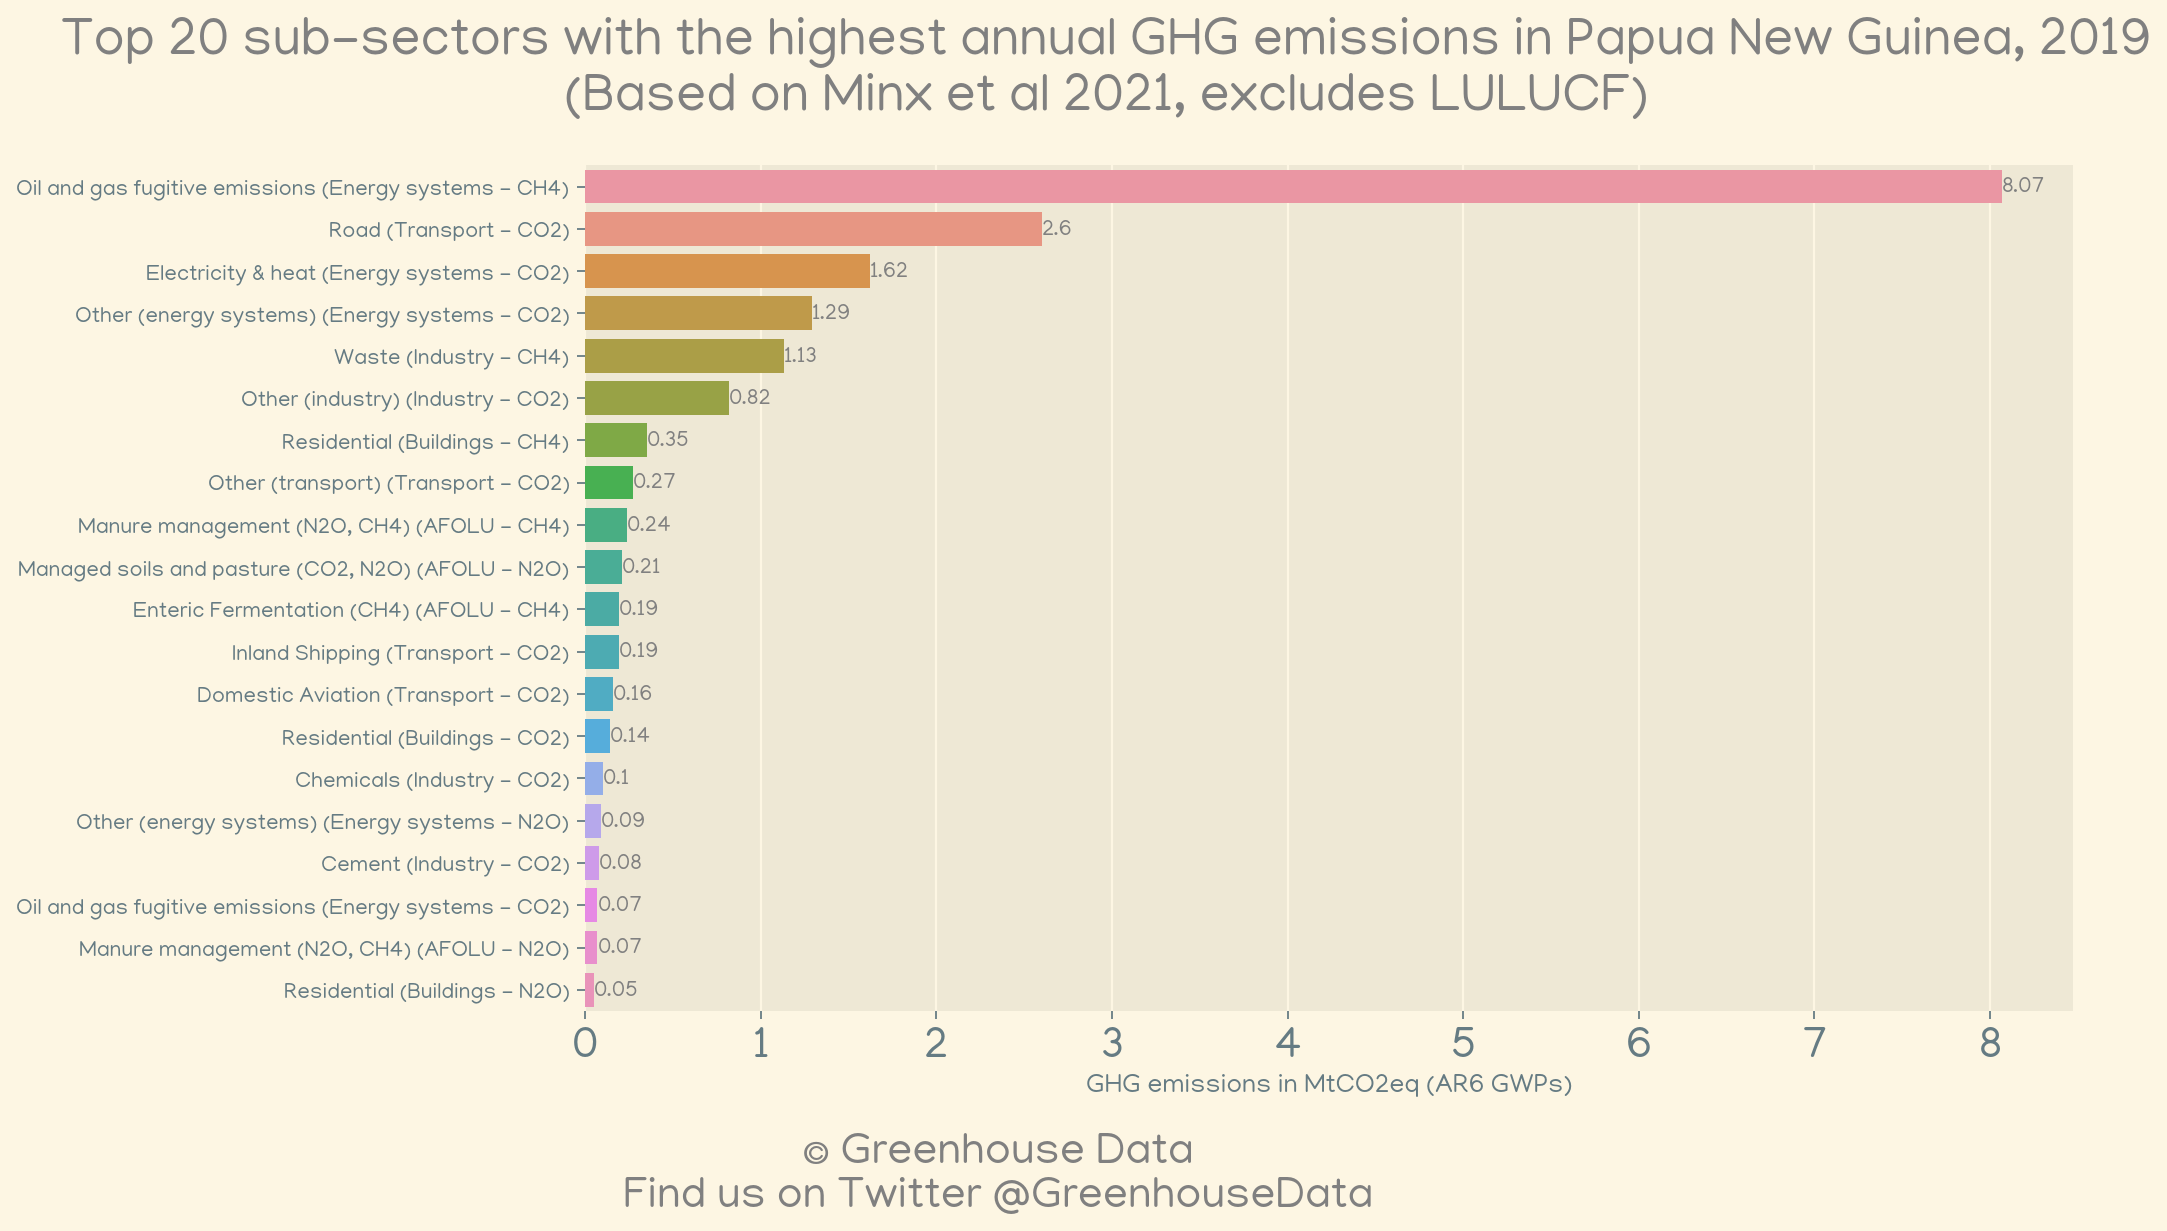 Top 20 sub-sectors with the highest annual GHG emissions in Papua New Guinea, 2019
(Based on Minx et al 2021, excludes LULUCF)
Oil and gas fugitive emissions (Energy systems - CH4) 8.07
Road (Transport - CO2) 2.6
Electricity & heat (Energy systems - CO2) 1.62
Other (energy systems) (Energy systems - CO2) 1.29
Waste (Industry - CH4) 1.13
Other (industry) (Industry - CO2) 0.82
Residential (Buildings - CH4) 0.35
Other (transport) (Transport - CO2) 0.27
Manure management (N2O, CH4) (AFOLU - CH4) 0.24
Managed soils and pasture (CO2, N2O) (AFOLU - N2O) 0.21
Enteric Fermentation (CH4) (AFOLU - CH4) 0.19
Inland Shipping (Transport - CO2) 0.19
Domestic Aviation (Transport - CO2) 0.16
Residential (Buildings - CO2) 0.14
Chemicals (Industry - CO2) 0.1
Other (energy systems) (Energy systems - N2O) 0.09
Cement (Industry - CO2) 0.08
Oil and gas fugitive emissions (Energy systems - CO2) 0.07
Manure management (N2O, CH4) (AFOLU - N2O) 0.07
Residential (Buildings - N2O) 0.05
0 1 2 3 4 5 6 7 8
GHG emissions in MtCO2eq (AR6 GWPs)
© Greenhouse Data
Find us on Twitter @GreenhouseData